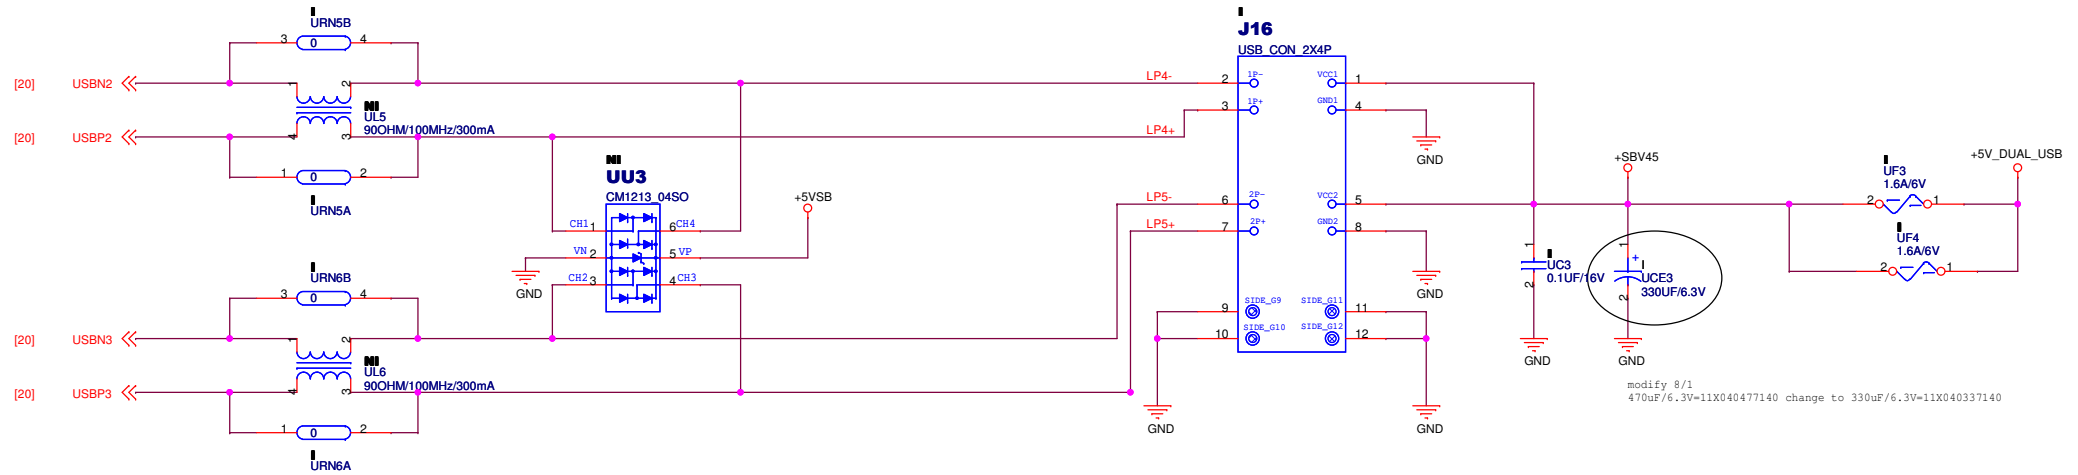 I
URN5B
3
0
4
[20]
USBN2
1
2
NI
UL5
90OHM/100MHz/300mA
4
3
[20]
USBP2
1
0
2
I
URN5A
NI
UU3
CM1213_04SO
CH1
1
6
CH4
VN
2
5
VP
CH2
3
4
CH3
+5VSB
GND
I
URN6B
3
0
4
[20]
USBN3
1
2
NI
UL6
90OHM/100MHz/300mA
4
3
[20]
USBP3
1
0
2
I
URN6A
LP4-
LP4+
LP5-
LP5+
I
J16
USB_CON_2X4P
2
1P-
VCC1
1
3
1P+
GND1
4
6
2P-
VCC2
5
7
2P+
GND2
8
9
SIDE_G9
SIDE_G11
11
10
SIDE_G10
SIDE_G12
12
GND
GND
GND
GND
+SBV45
1
I
UC3
0.1UF/16V
2
GND
1
+
I
UCE3
330UF/6.3V
2
GND
I
UF3
1.6A/6V
2
1
I
UF4
1.6A/6V
2
1
+5V_DUAL_USB
modify 8/1
470uF/6.3V=11X040477140 change to 330uF/6.3V=11X040337140